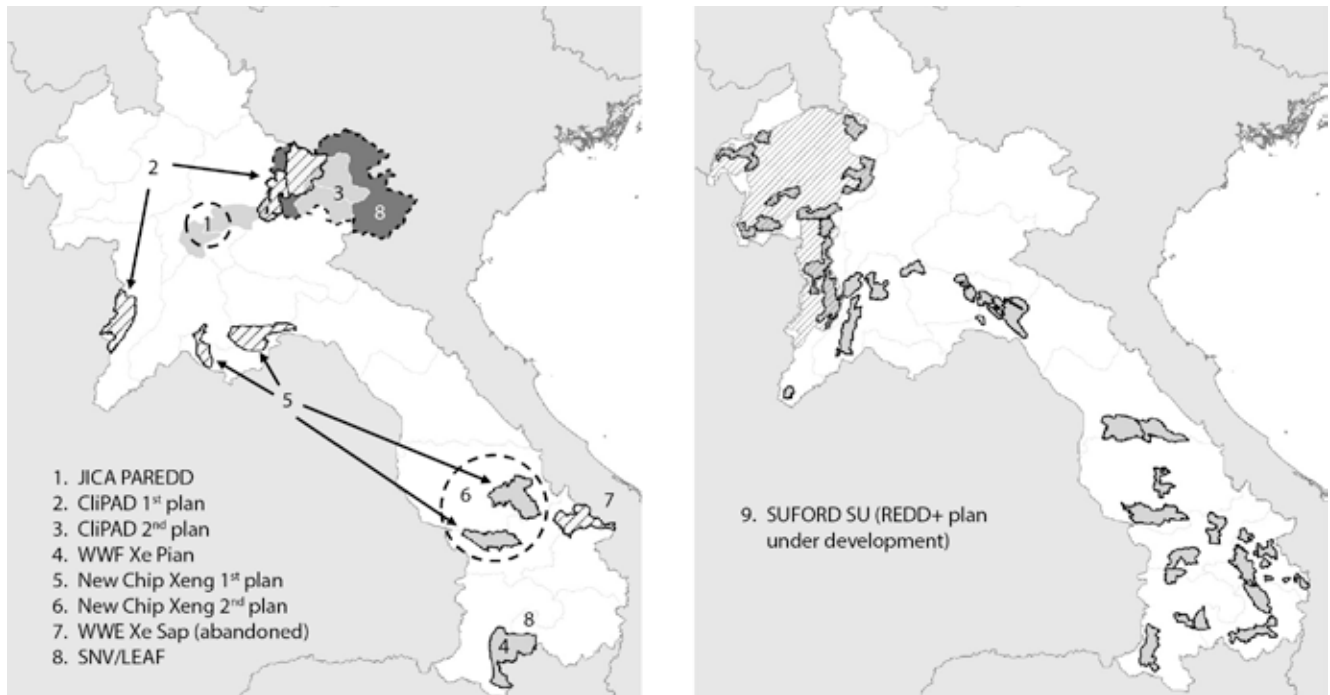 2
3
8
1
5
6
7
1. JICA PAREDD
2. CliPAD 1st plan
3. CliPAD 2nd plan
4. WWF Xe Pian
5. New Chip Xeng 1st plan
6. New Chip Xeng 2nd plan
7. WWE Xe Sap (abandoned)
8. SNV/LEAF
8
4
9. SUFORD SU (REDD+ plan
under development)